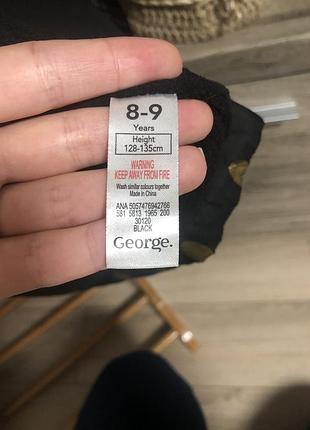 8-9
Years
Height
128-135cm
WARNING
KEEP AWAY FROM FIRE
Wash similar colours together
Made In China
ANA 5057476942766
581 5813 1965 200
30120
BLACK
George.